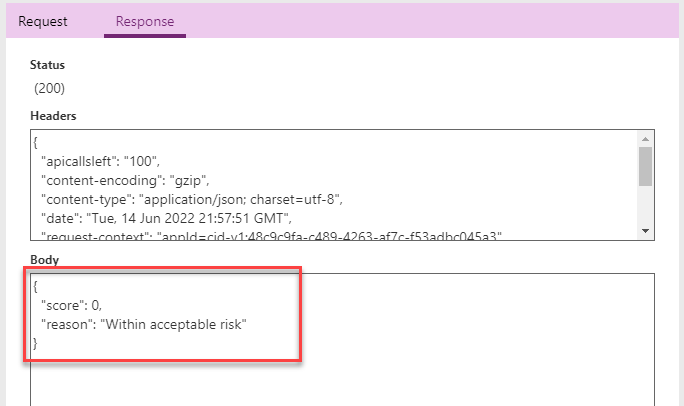 Request Response
Status
(200)
Headers
{
"apicallsleft": "100",
"content-encoding": "gzip",
"content-type": "application/json; charset=utf-8",
"date": "Tue, 14 Jun 2022 21:57:51 GMT",
"request-context": "appId=cid-v1:48c9c9fa-c489-4263-af7c-f53adbc045a3"
Body
{
"score": 0,
"reason": "Within acceptable risk"
}